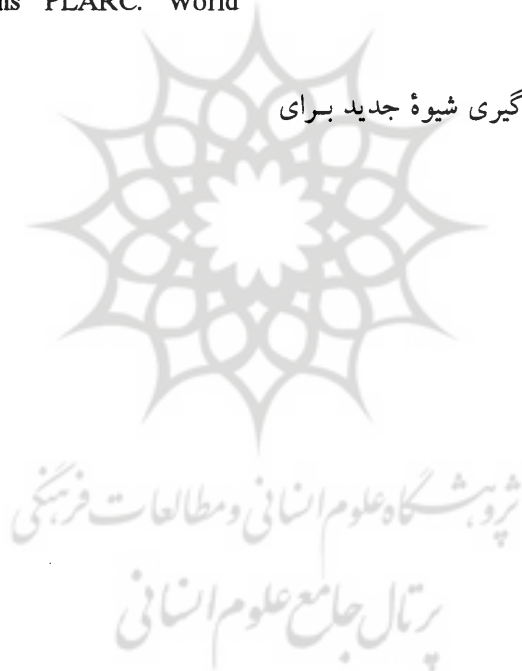 PLARC. World
گیری شیوهٔ جدید بـرای
پژوهشگاه علوم انسانی و مطالعات فرهنگی
پرتال جامع علوم انسانی